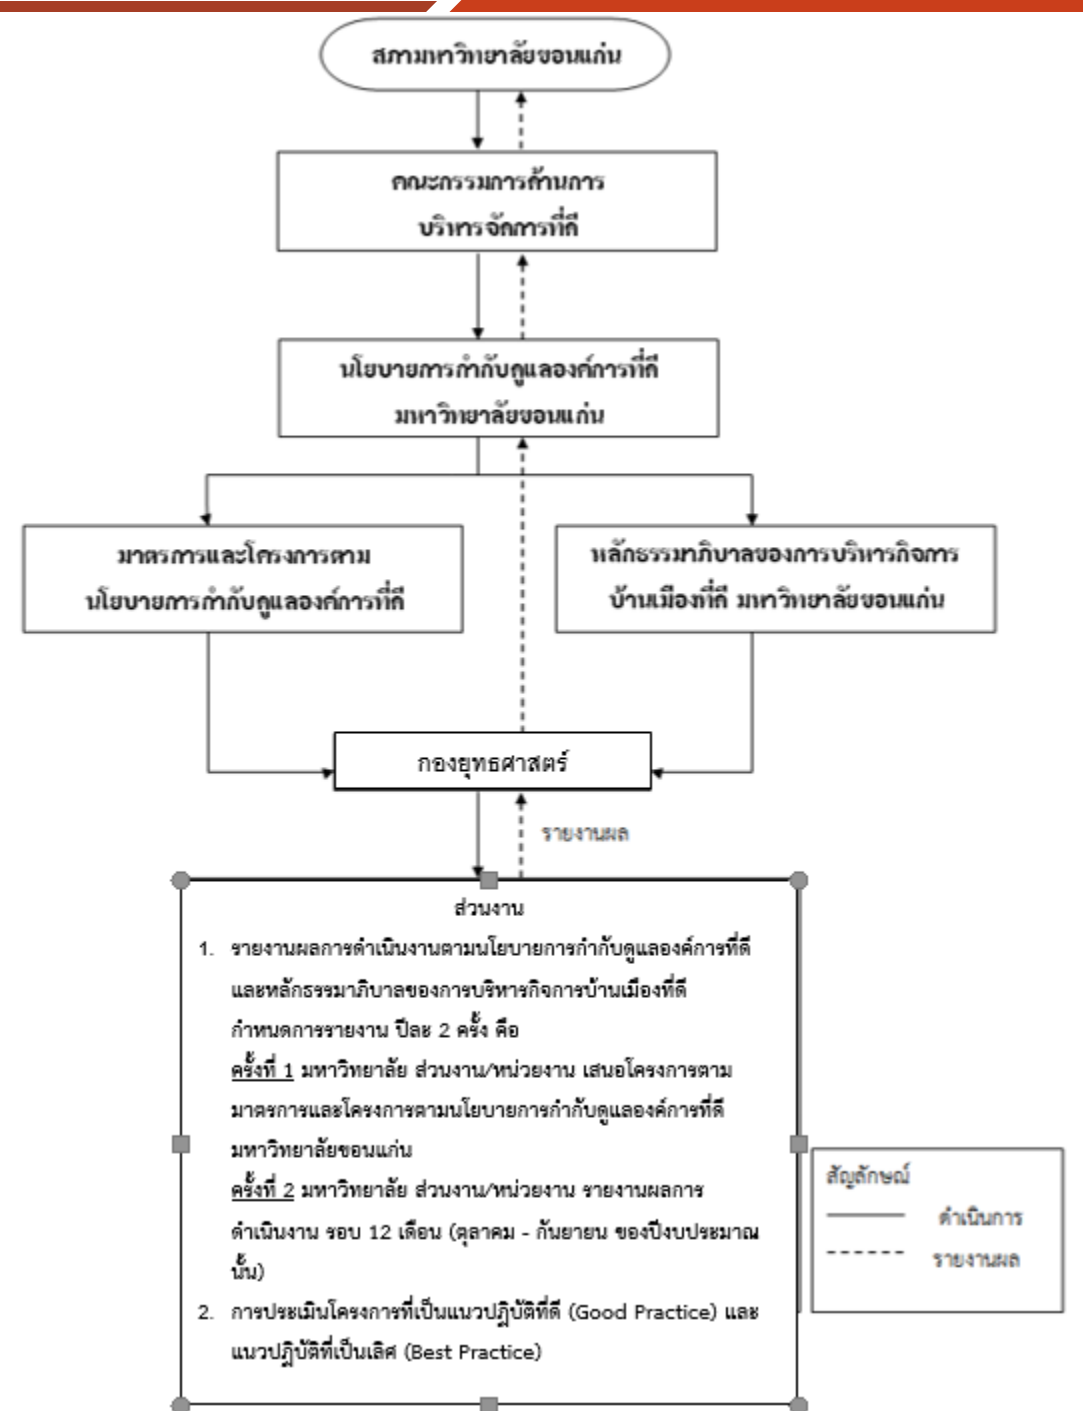 สภามหาวิทยาลัยขอนแก่น
คณะกรรมการด้านการ
บริหารจัดการที่ดี
นโยบายการกำกับดูแลองค์การที่ดี
มหาวิทยาลัยขอนแก่น
มาตรการและโครงการตาม
นโยบายการกำกับดูแลองค์การที่ดี
หลักธรรมาภิบาลของการบริหารกิจการ
บ้านเมืองที่ดี มหาวิทยาลัยขอนแก่น
กองยุทธศาสตร์
รายงานผล
ส่วนงาน
1. รายงานผลการดำเนินงานตามนโยบายการกำกับดูแลองค์การที่ดี
และหลักธรรมาภิบาลของการบริหารกิจการบ้านเมืองที่ดี
กำหนดการรายงาน ปีละ 2 ครั้ง คือ
ครั้งที่ 1 มหาวิทยาลัย ส่วนงาน/หน่วยงาน เสนอโครงการตาม
มาตรการและโครงการตามนโยบายการกำกับดูแลองค์การที่ดี
มหาวิทยาลัยขอนแก่น
ครั้งที่ 2 มหาวิทยาลัย ส่วนงาน/หน่วยงาน รายงานผลการ
ดำเนินงาน รอบ 12 เดือน (ตุลาคม - กันยายน ของปีงบประมาณ
นั้น)
2. การประเมินโครงการที่เป็นแนวปฎิบัติที่ดี (Good Practice) และ
แนวปฎิบัติที่เป็นเลิศ (Best Practice)
สัญลักษณ์
ดำเนินการ
รายงานผล